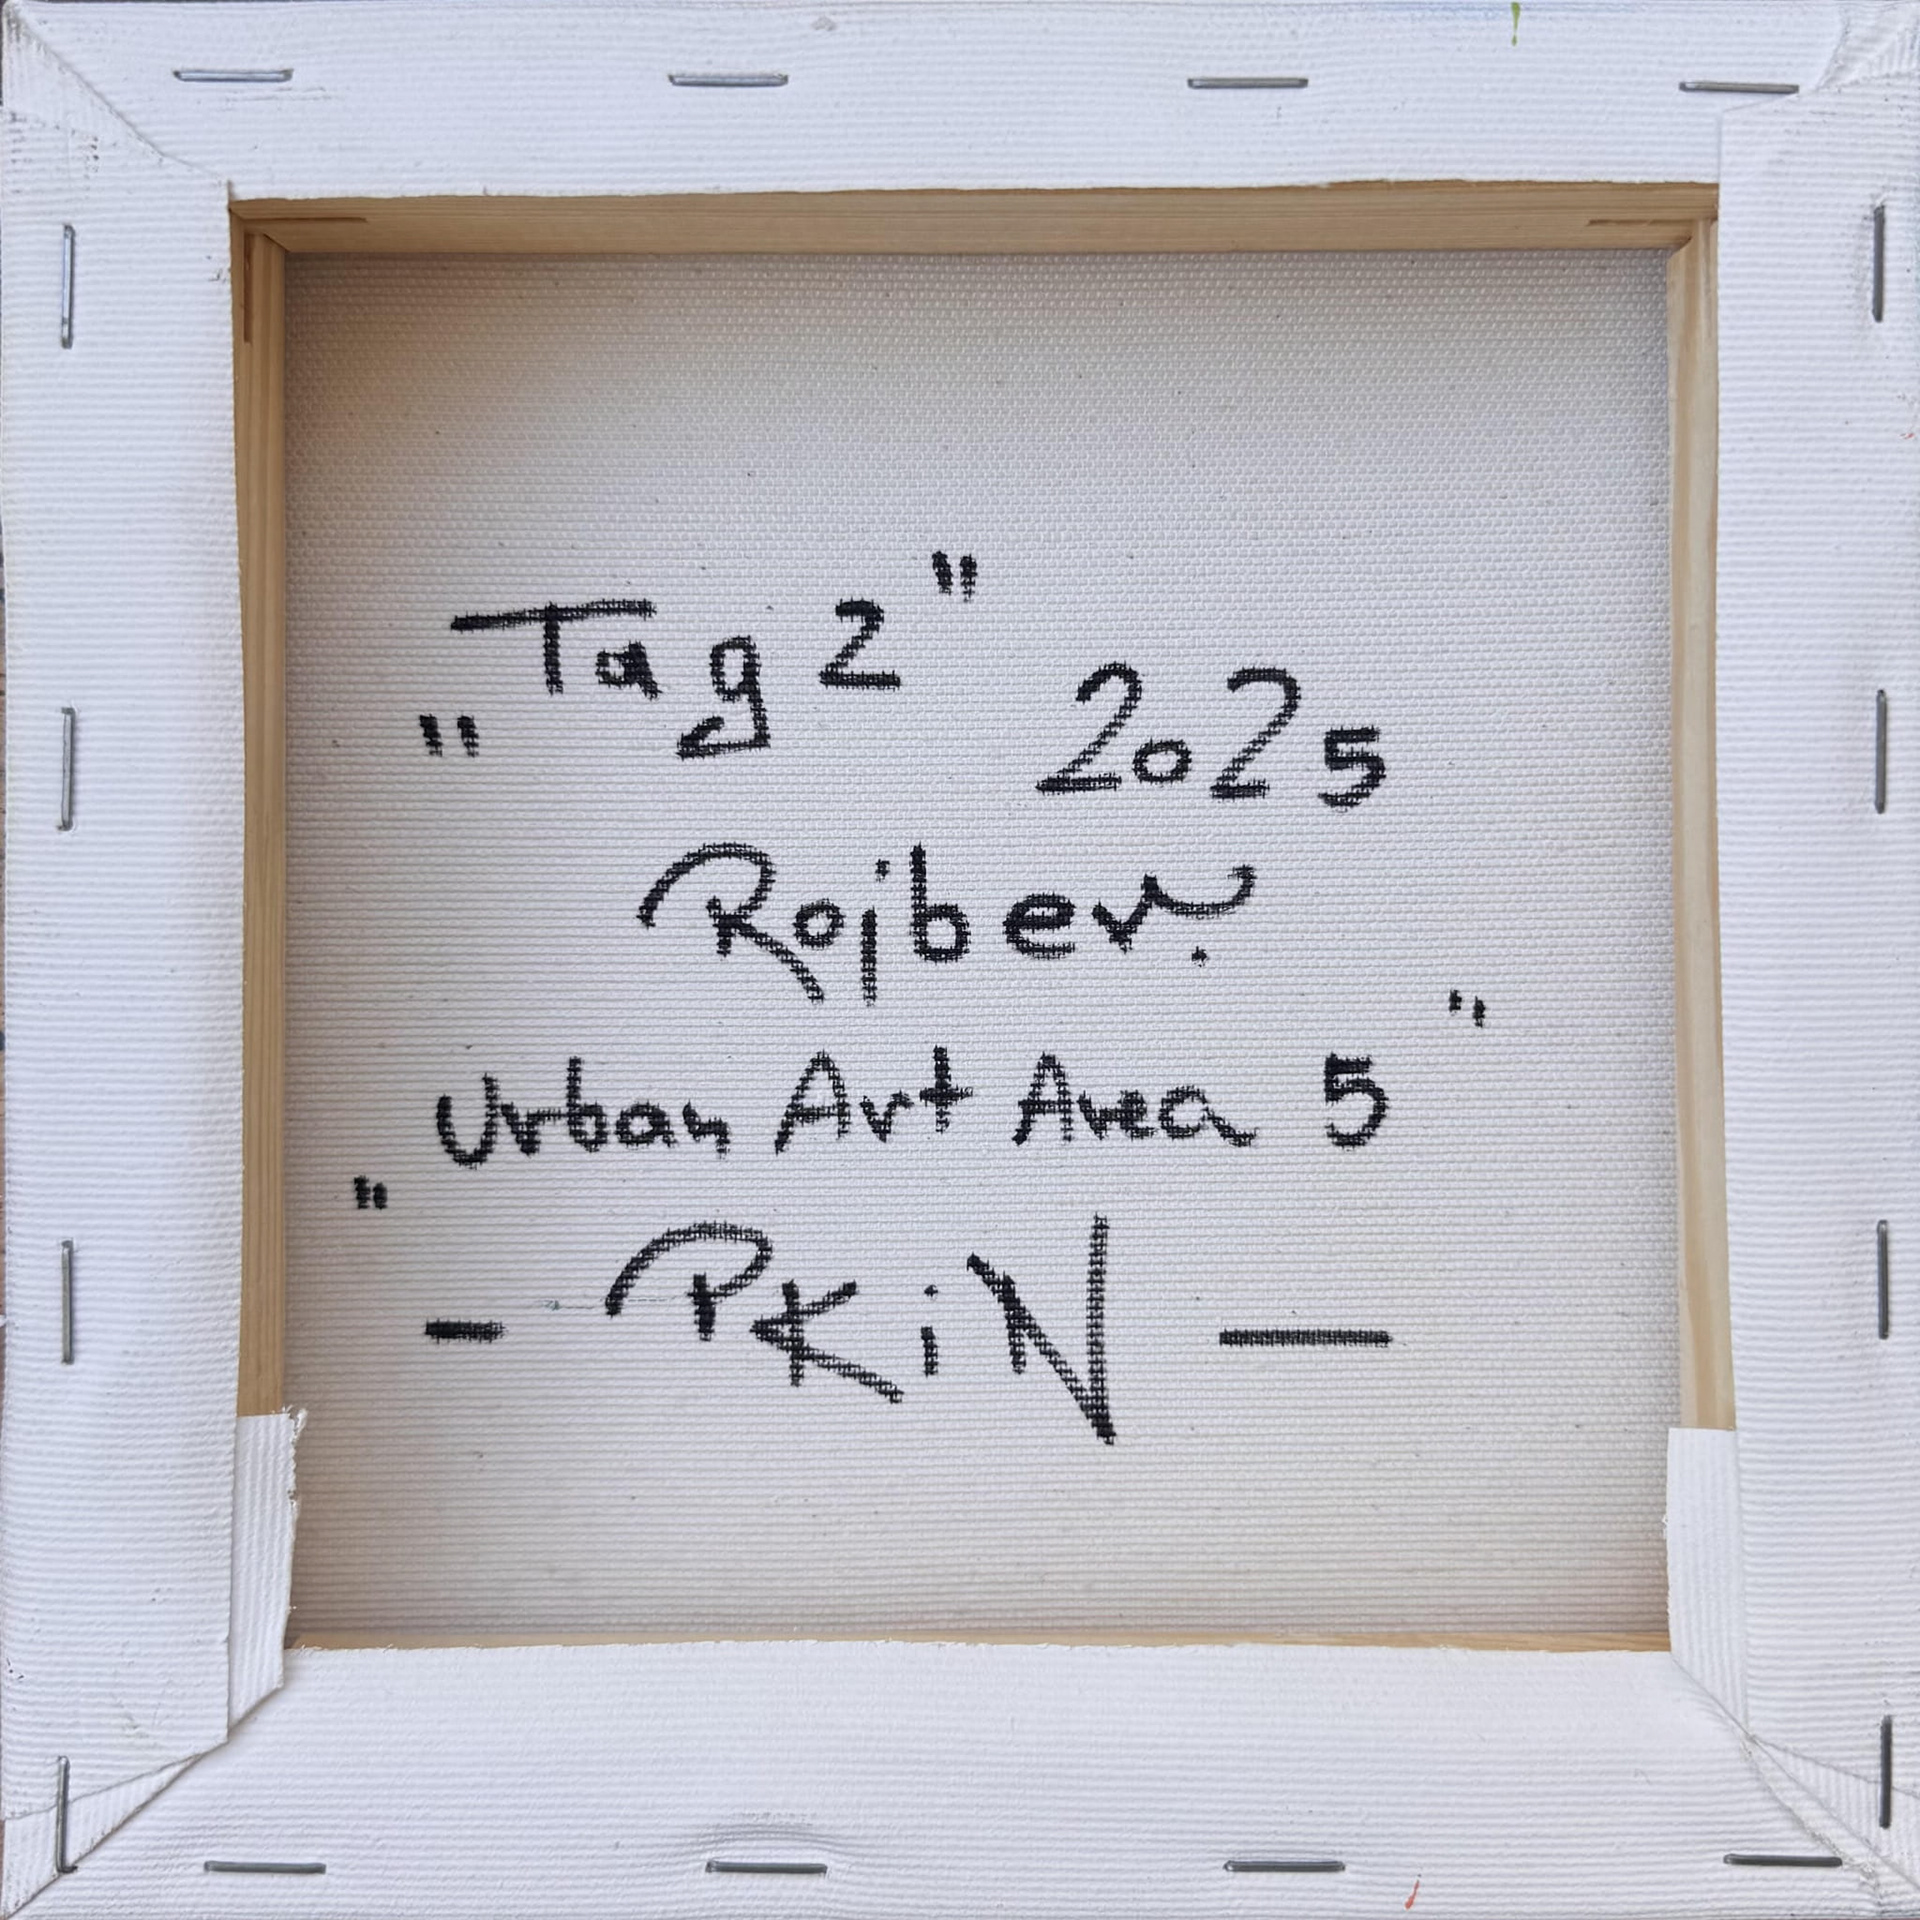 „Tag 2"
2025
Rojber.
„Urban Art Area 5"
— PKiN —